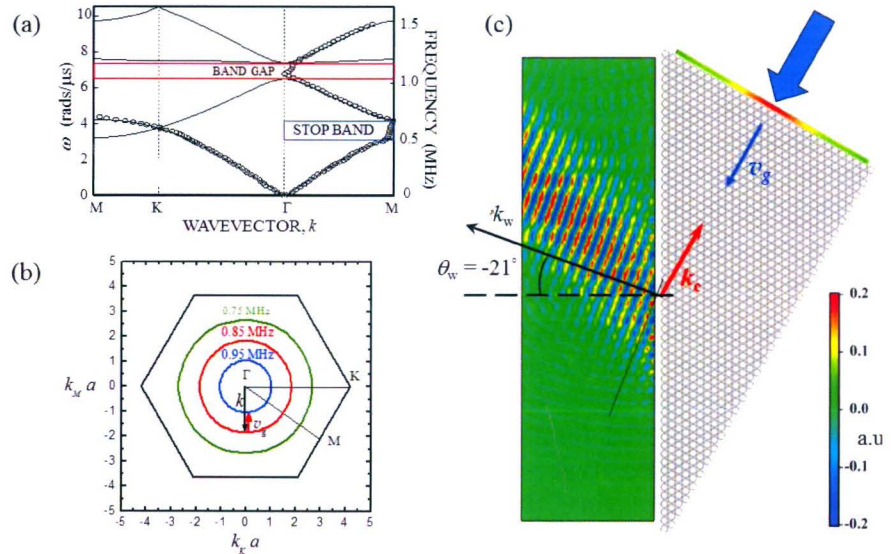 (a)
10
8
6
4
2
0
ω (rads/μs)
BAND GAP
STOP BAND
1.5
1.0
0.5
0
FREQUENCY (MHz)
M
K
Γ
M
WAVEVECTOR, k
(b)
5
4
3
2
1
0
-1
-2
-3
-4
-5
k_M a
0.75 MHz
0.85 MHz
0.95 MHz
Γ
K
k
v_g
M
-5 -4 -3 -2 -1 0 1 2 3 4 5
k_K a
(c)
v_g
k_w
k_c
θ_w = -21°
0.2
0.1
0.0
a.u
-0.1
-0.2